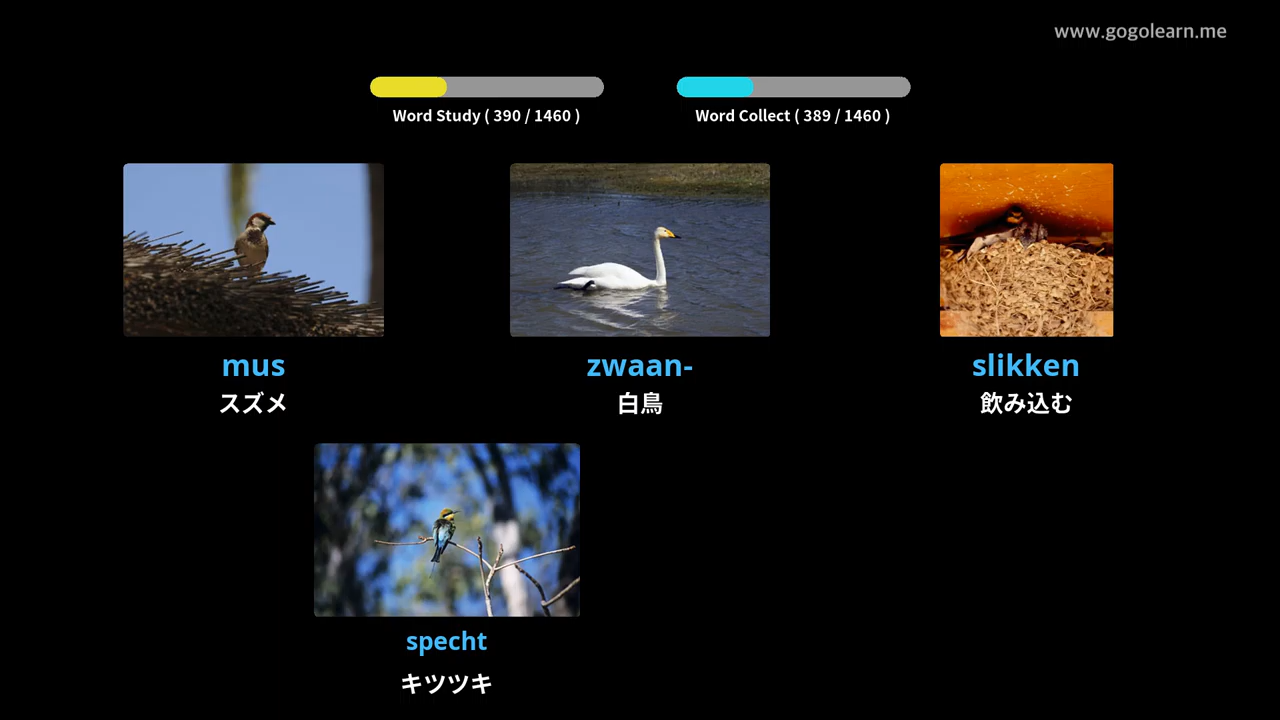 www.gogolearn.me
Word Study ( 390 / 1460 )
Word Collect ( 389 / 1460 )
mus
zwaan-
slikken
スズメ
白鳥
飲み込む
specht
キツツキ